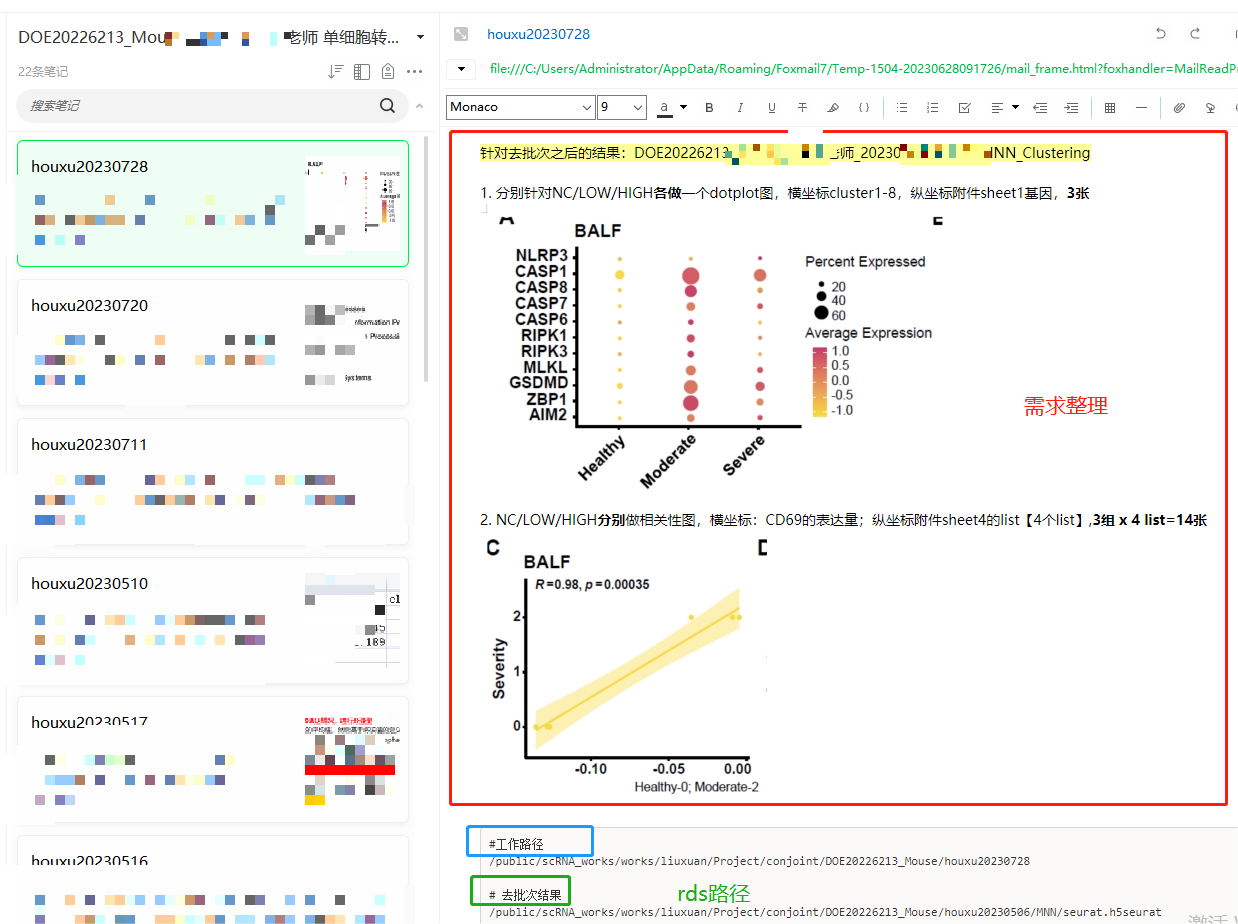 DOE20226213_Mou
老师 单细胞转...
22条笔记
搜索笔记
houxu20230728
houxu20230720
houxu20230711
houxu20230510
houxu20230517
houxu20230516
houxu20230728
file:///C:/Users/Administrator/AppData/Roaming/Foxmail7/Temp-1504-20230628091726/mail_frame.html?foxhandler=MailReadP
Monaco 9
针对去批次之后的结果：DOE20226213
师_20230
NN_Clustering
1. 分别针对NC/LOW/HIGH各做一个dotplot图，横坐标cluster1-8，纵坐标附件sheet1基因，3张
A
E
BALF
NLRP3
CASP1
CASP8
CASP7
CASP6
RIPK1
RIPK3
MLKL
GSDMD
ZBP1
AIM2
Healthy
Moderate
Severe
Percent Expressed
20
40
60
Average Expression
1.0
0.5
0.0
-0.5
-1.0
需求整理
2. NC/LOW/HIGH分别做相关性图，横坐标：CD69的表达量；纵坐标附件sheet4的list【4个list】,3组 x 4 list=14张
C
D
BALF
R=0.98, p=0.00035
Severity
2
1
0
-0.10
-0.05
0.00
Healthy-0; Moderate-2
#工作路径
/public/scRNA_works/works/liuxuan/Project/conjoint/DOE20226213_Mouse/houxu20230728
# 去批次结果
rds路径
/public/scRNA_works/works/liuxuan/Project/conjoint/DOE20226213_Mouse/houxu20230506/MNN/seurat.h5seurat